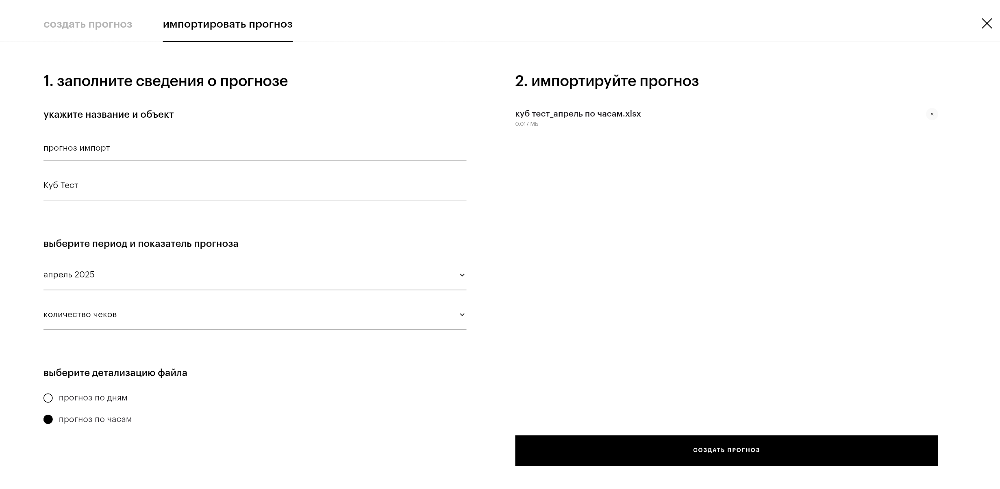 создать прогноз
импортировать прогноз
1. заполните сведения о прогнозе
укажите название и объект
прогноз импорт
Куб Тест
выберите период и показатель прогноза
апрель 2025
количество чеков
выберите детализацию файла
прогноз по дням
прогноз по часам
2. импортируйте прогноз
куб тест_апрель по часам.xlsx
0.017 МБ
СОЗДАТЬ ПРОГНОЗ